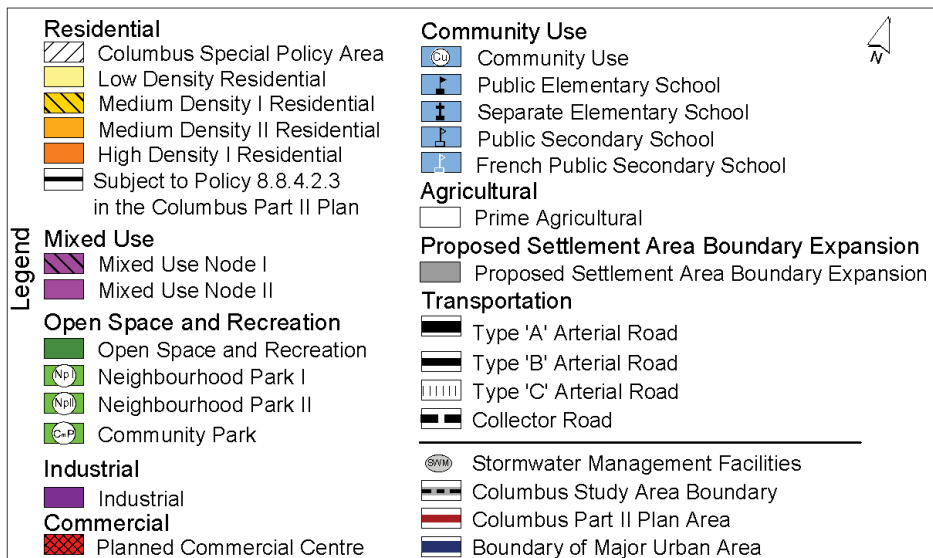 Legend
Residential
Columbus Special Policy Area
Low Density Residential
Medium Density I Residential
Medium Density II Residential
High Density I Residential
Subject to Policy 8.8.4.2.3
in the Columbus Part II Plan
Mixed Use
Mixed Use Node I
Mixed Use Node II
Open Space and Recreation
Open Space and Recreation
NpI Neighbourhood Park I
NpII Neighbourhood Park II
CmP Community Park
Industrial
Industrial
Commercial
Planned Commercial Centre
Community Use
Cu Community Use
Public Elementary School
Separate Elementary School
Public Secondary School
French Public Secondary School
Agricultural
Prime Agricultural
Proposed Settlement Area Boundary Expansion
Proposed Settlement Area Boundary Expansion
Transportation
Type 'A' Arterial Road
Type 'B' Arterial Road
Type 'C' Arterial Road
Collector Road
SWM Stormwater Management Facilities
Columbus Study Area Boundary
Columbus Part II Plan Area
Boundary of Major Urban Area
N